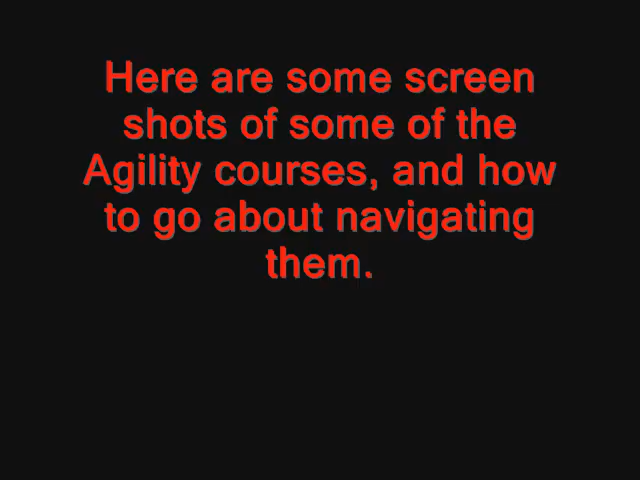 Here are some screen
shots of some of the
Agility courses, and how
to go about navigating
them.